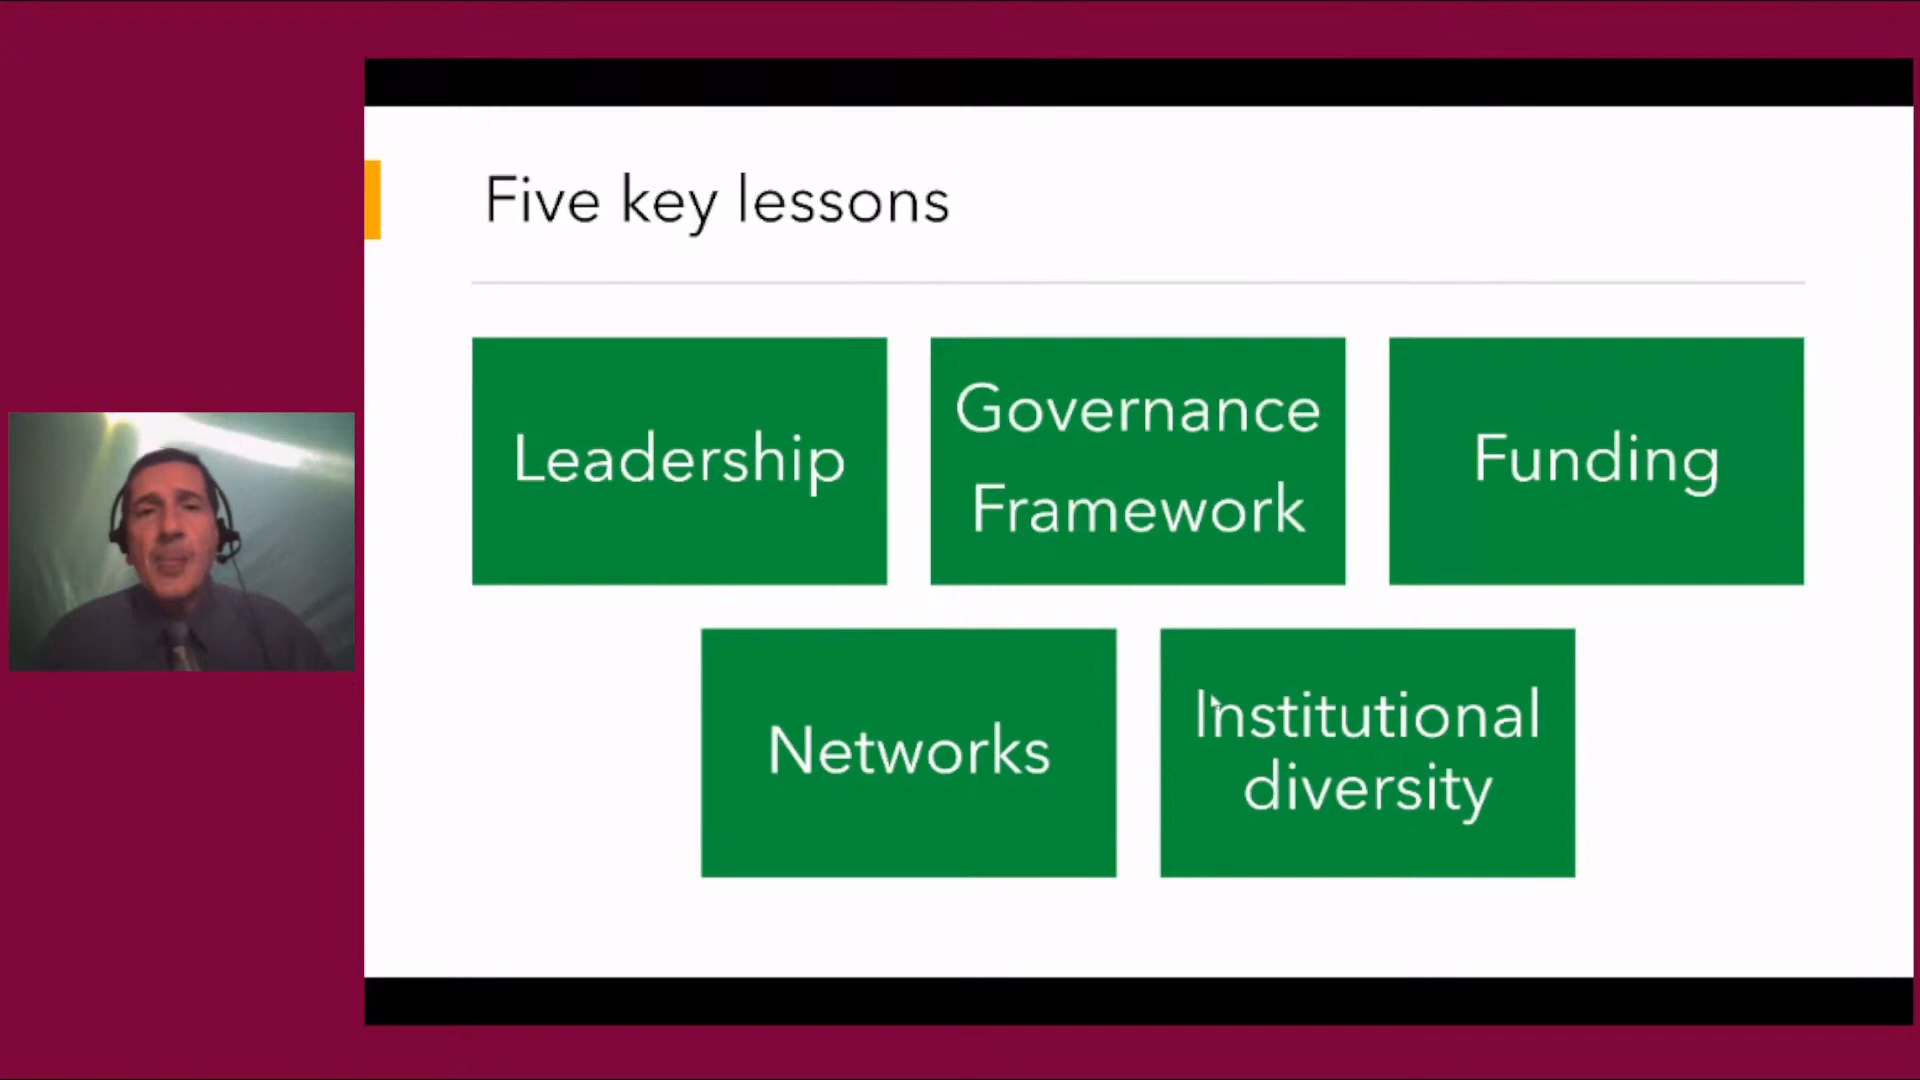 Five key lessons
Leadership
Governance
Framework
Funding
Networks
Institutional
diversity